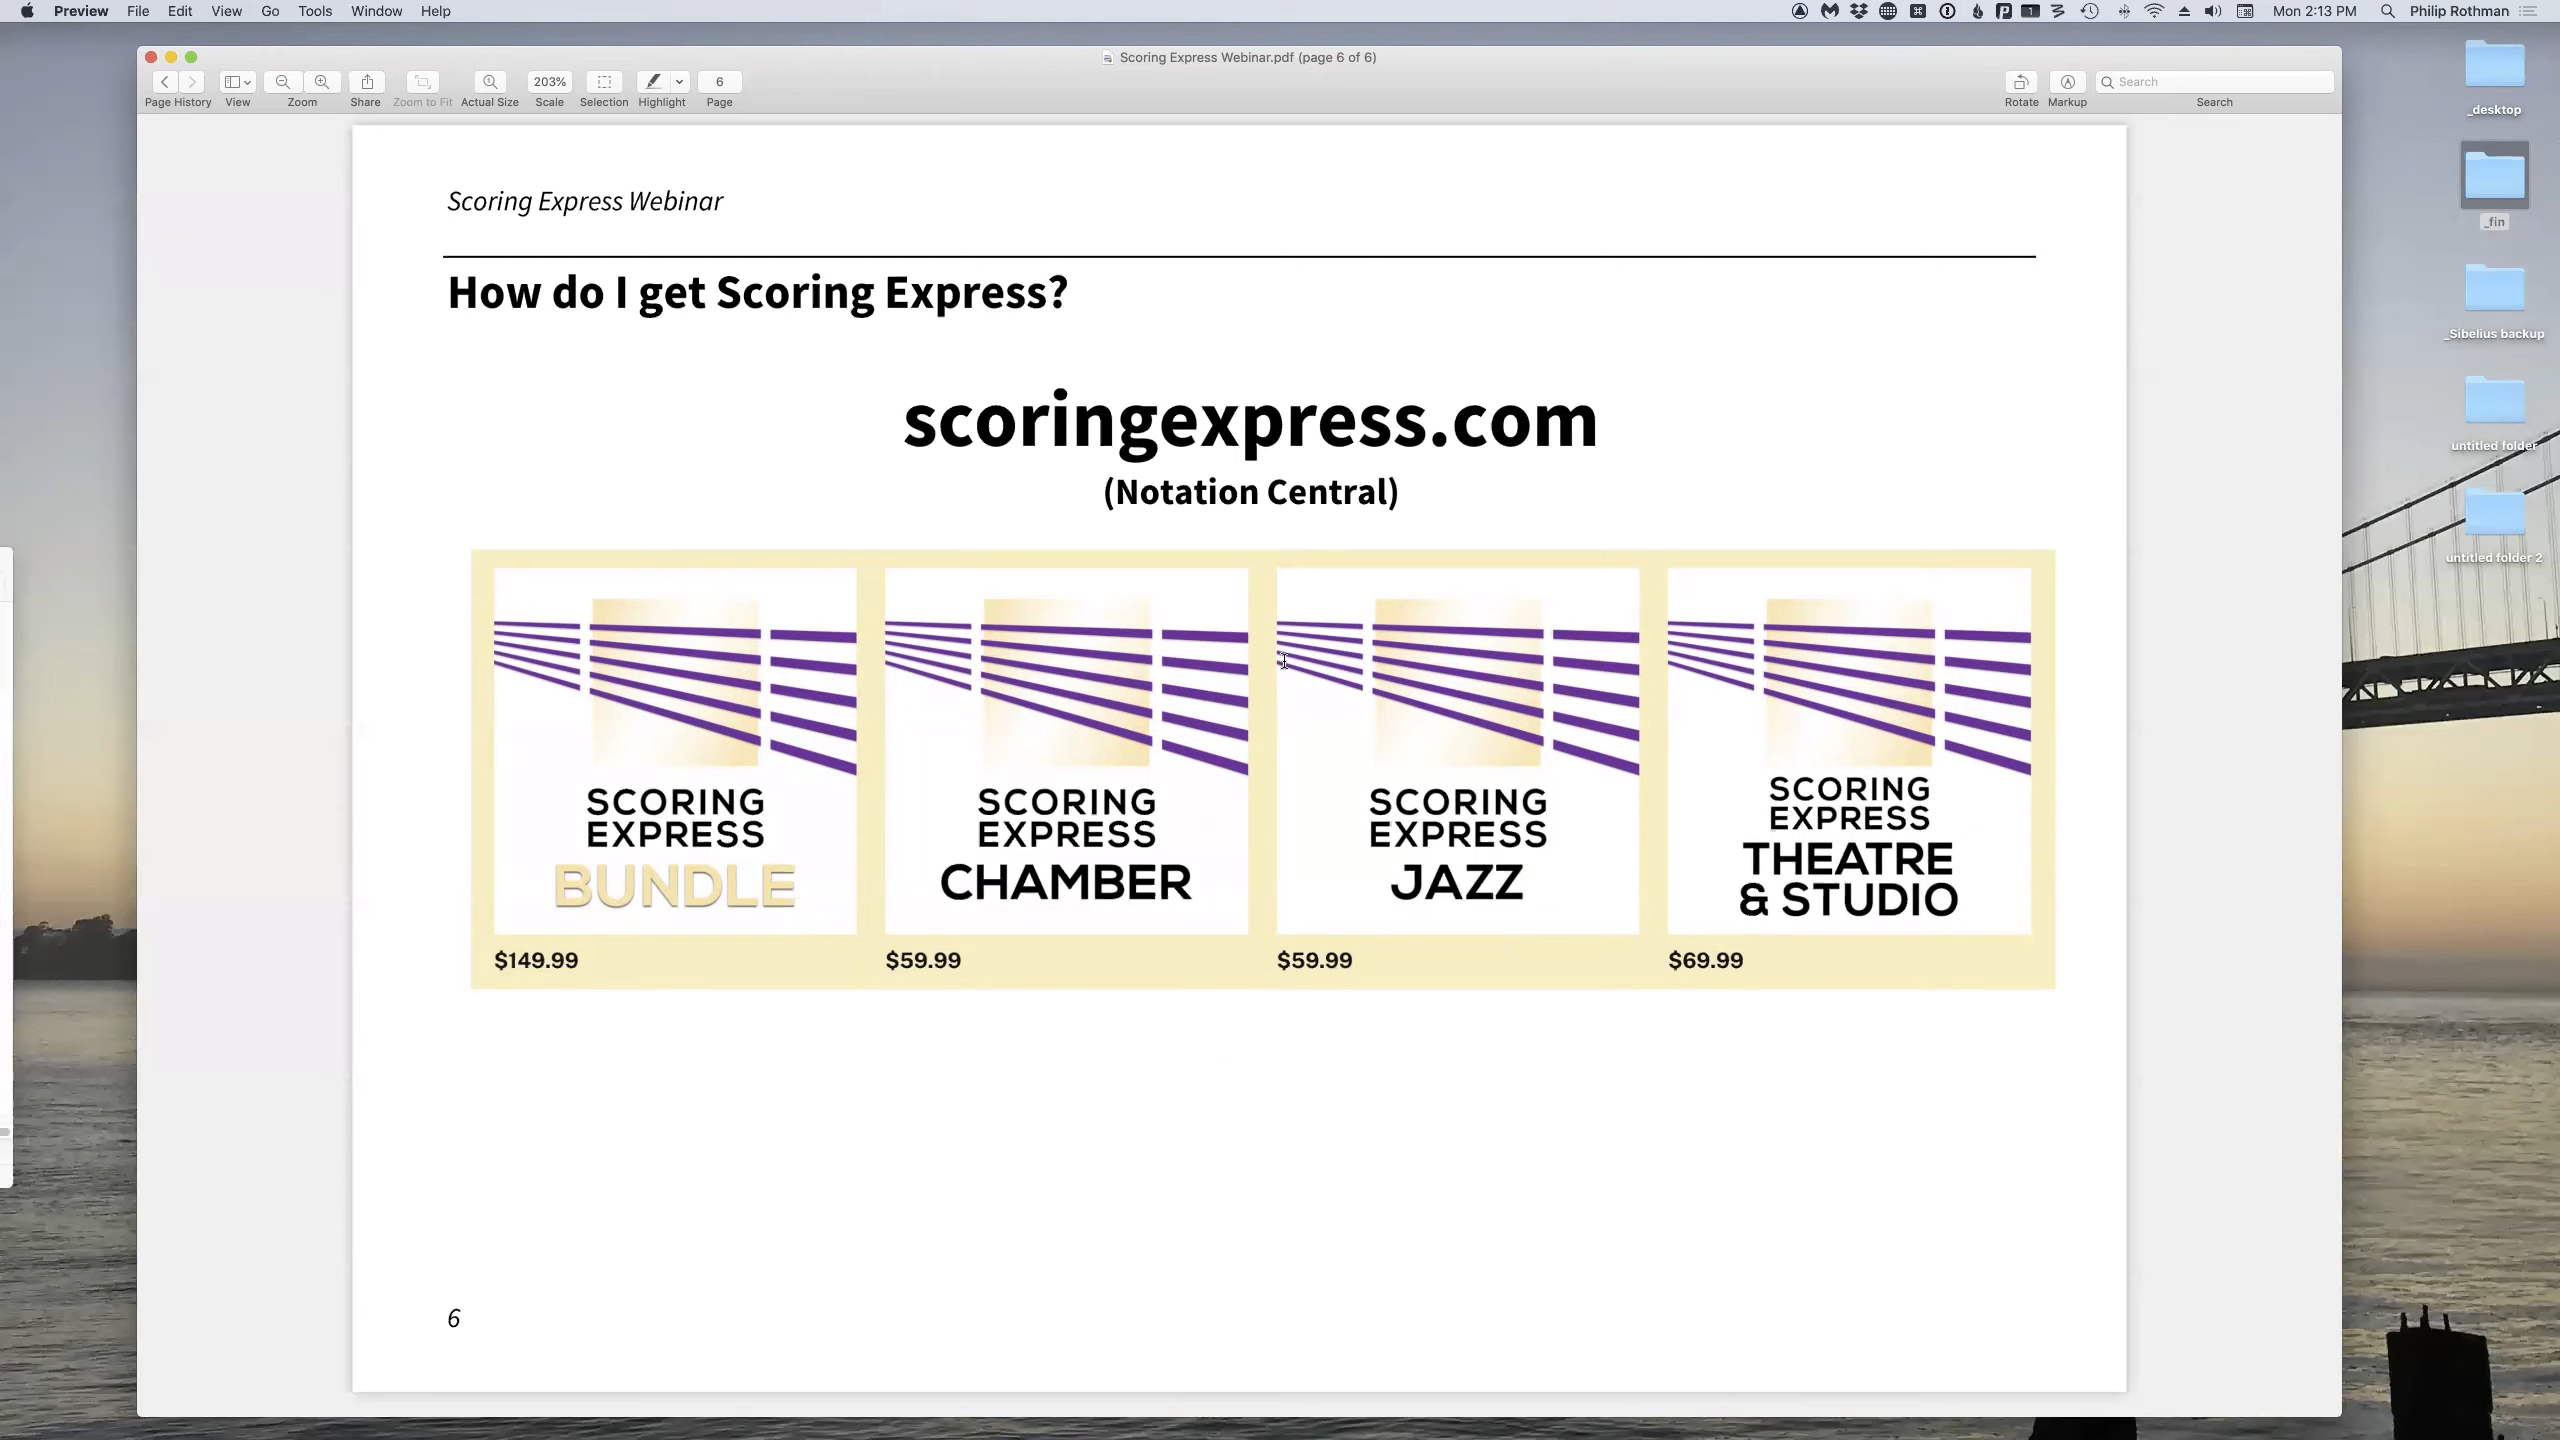 Preview File Edit View Go Tools Window Help
Mon 2:13 PM Philip Rothman
Scoring Express Webinar.pdf (page 6 of 6)
203% 6 Search
Page History View Zoom Share Zoom to Fit Actual Size Scale Selection Highlight Page Rotate Markup Search
_desktop
_fin
_Sibelius backup
untitled folder
untitled folder 2
Scoring Express Webinar
How do I get Scoring Express?
scoringexpress.com
(Notation Central)
SCORING
EXPRESS
BUNDLE
$149.99
SCORING
EXPRESS
CHAMBER
$59.99
SCORING
EXPRESS
JAZZ
$59.99
SCORING
EXPRESS
THEATRE
& STUDIO
$69.99
6